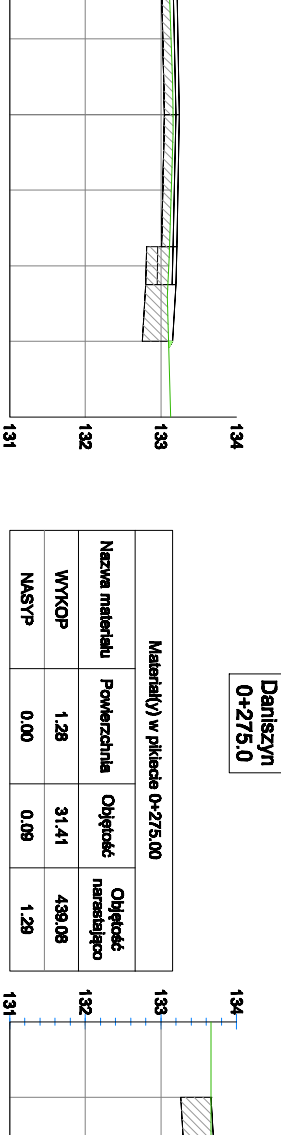 134
133
132
131
Daniszyn
0+275.0
Materiał(y) w pikiecie 0+275.00
Nazwa materiału Powierzchnia Objętość Objętość narastająco
WYKOP 1.28 31.41 439.08
NASYP 0.00 0.09 1.29
134
133
132
131